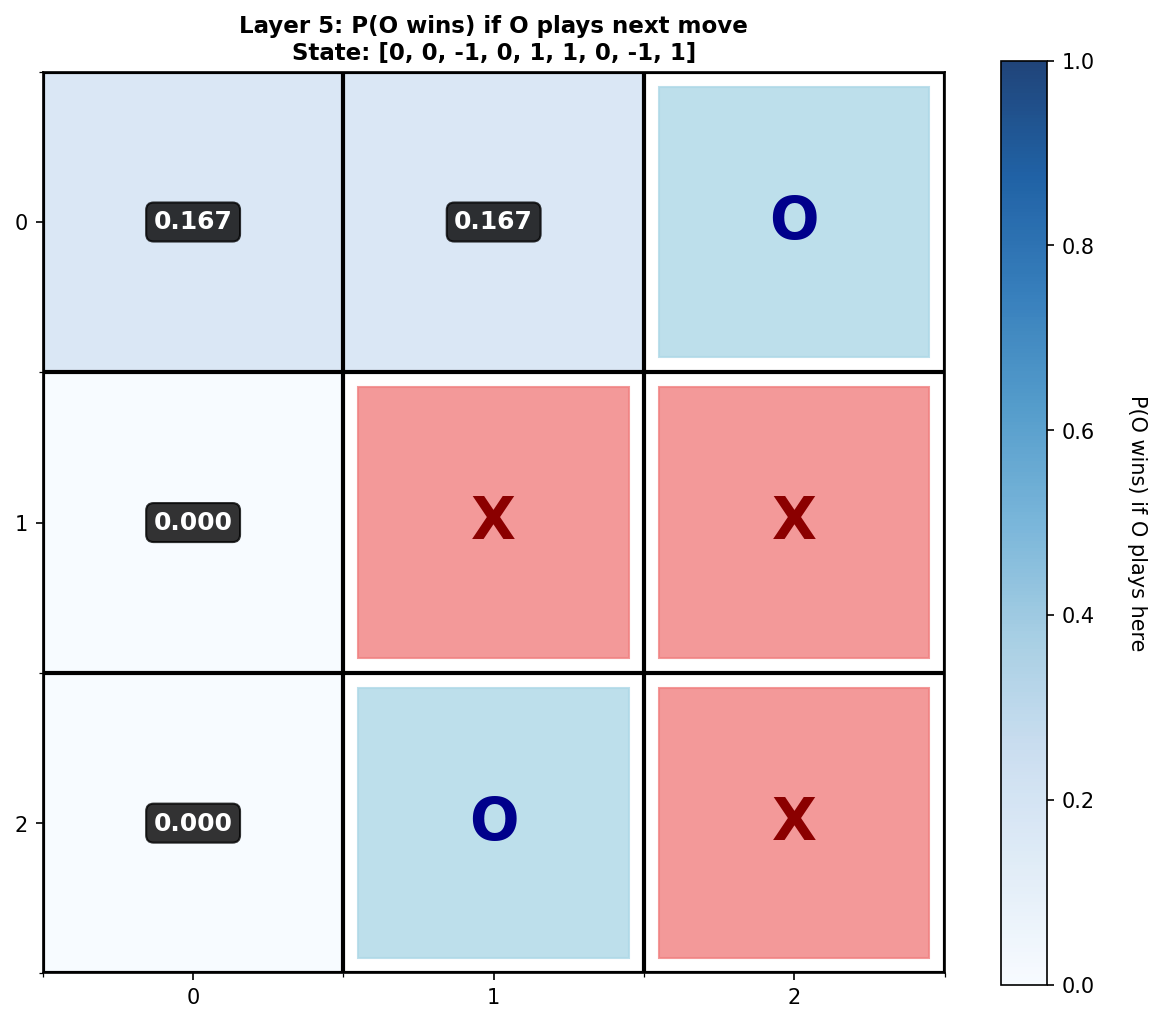 Layer 5: P(O wins) if O plays next move
State: [0, 0, -1, 0, 1, 1, 0, -1, 1]
0
0.167
0.167
O
1
0.000
X
X
2
0.000
O
X
0
1
2
1.0
0.8
0.6
0.4
0.2
0.0
P(O wins) if O plays here